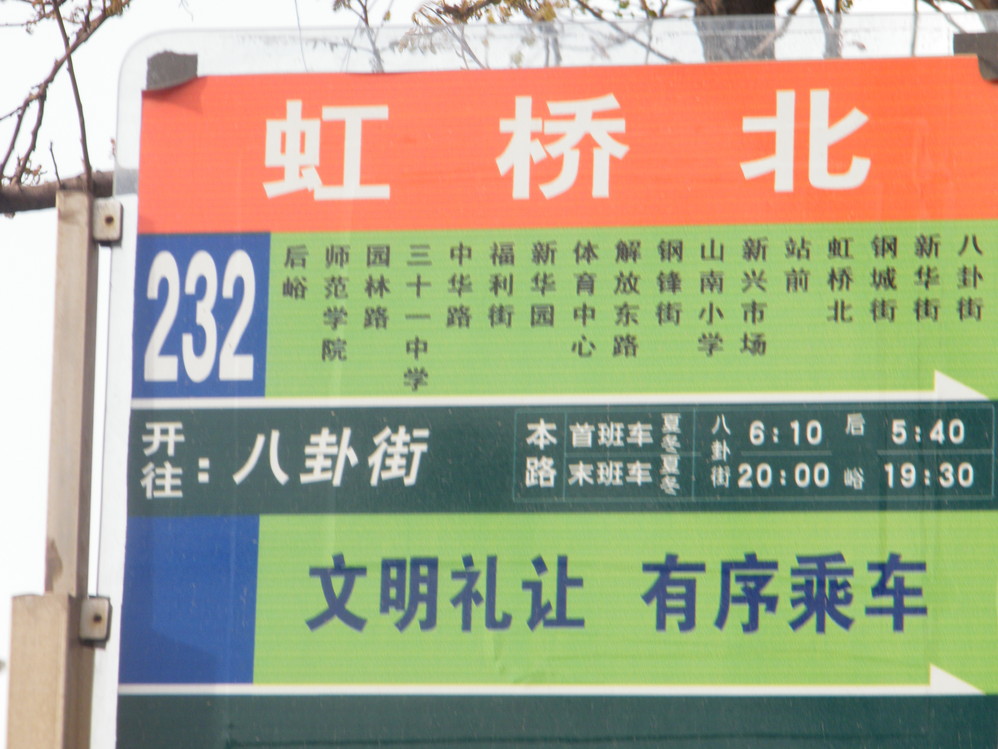 虹桥北
232
后峪
师范学院
园林路
三十一中学
中华路
福利街
新华园
体育中心
解放东路
钢锋街
山南小学
新兴市场
站前
虹桥北
钢城街
新华街
八卦街
开往:八卦街
本路
首班车 夏冬 八卦街 6:10 后峪 5:40
末班车 夏冬 20:00 19:30
文明礼让 有序乘车